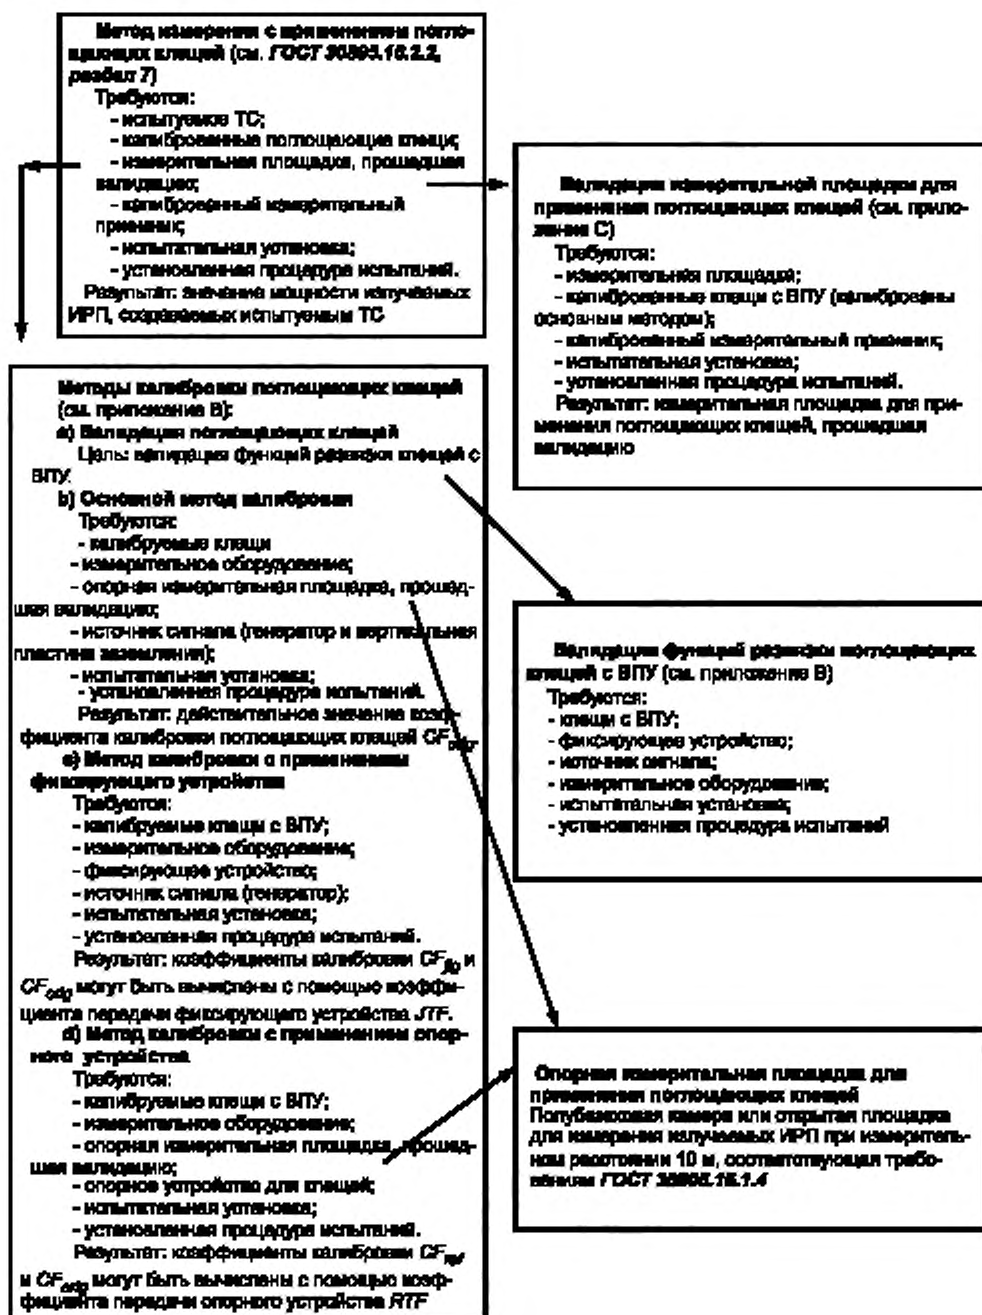 Метод измерения с применением погло-
щающих клещей (см. ГОСТ 30805.16.2.2,
раздел 7)
Требуются:
- испытуемое ТС;
- калиброванные поглощающие клещи;
- измерительная площадка, прошедшая
валидацию;
- калиброванный измерительный
приемник;
- испытательная установка;
- установленная процедура испытаний.
Результат: значение мощности излучаемых
ИРП, создаваемых испытуемым ТС
Валидация измерительной площадки для
применения поглощающих клещей (см. прило-
жение С)
Требуются:
- измерительная площадка;
- калиброванные клещи с ВПУ (калиброваны
основным методом);
- калиброванный измерительный приемник;
- испытательная установка;
- установленная процедура испытаний.
Результат: измерительная площадка для при-
менения поглощающих клещей, прошедшая
валидацию
Методы калибровки поглощающих клещей
(см. приложение В):
а) Валидация поглощающих клещей
Цель: валидация функций развязки клещей с
ВПУ.
b) Основной метод калибровки
Требуются:
- калибруемые клещи
- измерительное оборудование;
- опорная измерительная площадка, прошед-
шая валидацию;
- источник сигнала (генератор и вертикальная
пластина заземления);
- испытательная установка;
- установленная процедура испытаний.
Результат: действительное значение коэф-
фициента калибровки поглощающих клещей CForig.
с) Метод калибровки с применением
фиксирующего устройства
Требуются:
- калибруемые клещи с ВПУ;
- измерительное оборудование;
- фиксирующее устройство;
- источник сигнала (генератор);
- испытательная установка;
- установленная процедура испытаний.
Результат: коэффициенты калибровки CFjig и
CForig могут быть вычислены с помощью коэффи-
циента передачи фиксирующего устройства JTF.
d) Метод калибровки с применением опор-
ного устройства
Требуются:
- калибруемые клещи с ВПУ;
- измерительное оборудование;
- опорная измерительная площадка, прошед-
шая валидацию;
- опорное устройство для клещей;
- испытательная установка;
- установленная процедура испытаний.
Результат: коэффициенты калибровки CFref
и CForig могут быть вычислены с помощью коэф-
фициента передачи опорного устройства RTF
Валидация функций развязки поглощающих
клещей с ВПУ (см. приложение В)
Требуются:
- клещи с ВПУ;
- фиксирующее устройство;
- источник сигнала;
- измерительное оборудование;
- испытательная установка;
- установленная процедура испытаний
Опорная измерительная площадка для
применения поглощающих клещей
Полубезэховая камера или открытая площадка
для измерения излучаемых ИРП при измеритель-
ном расстоянии 10 м, соответствующая требо-
ваниям ГОСТ 30805.16.1.4